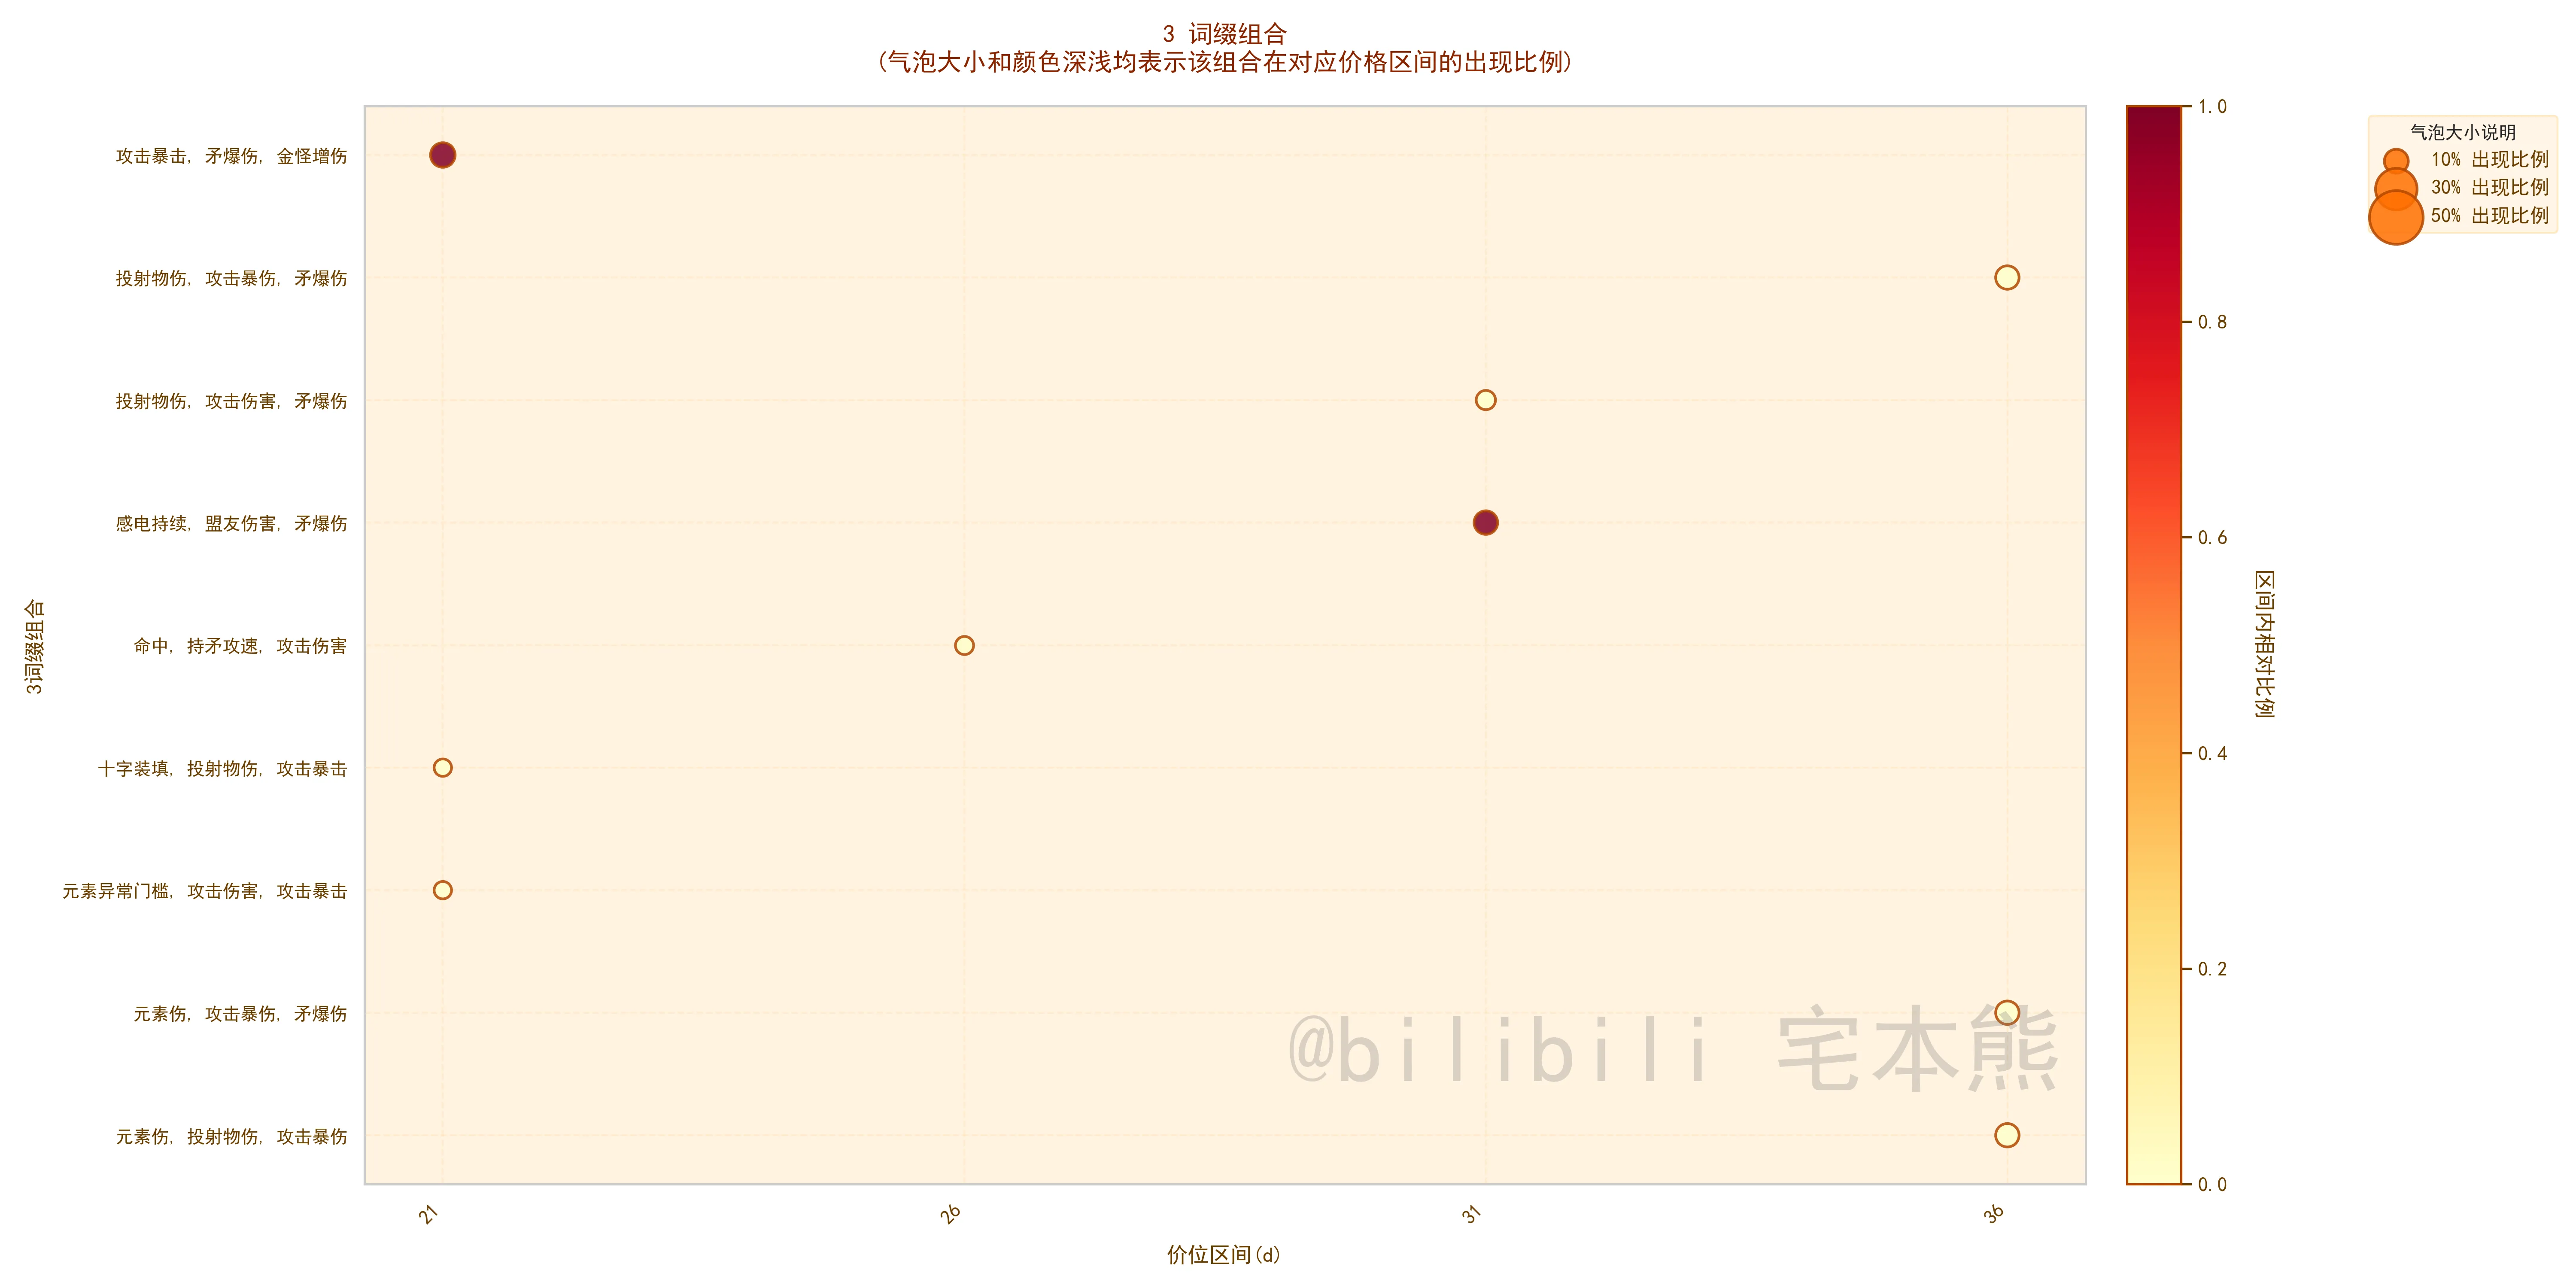 3 词缀组合
(气泡大小和颜色深浅均表示该组合在对应价格区间的出现比例)
攻击暴击, 矛爆伤, 金怪增伤
投射物伤, 攻击暴伤, 矛爆伤
投射物伤, 攻击伤害, 矛爆伤
感电持续, 盟友伤害, 矛爆伤
命中, 持矛攻速, 攻击伤害
十字装填, 投射物伤, 攻击暴击
元素异常门槛, 攻击伤害, 攻击暴击
元素伤, 攻击暴伤, 矛爆伤
元素伤, 投射物伤, 攻击暴伤
3词缀组合
21
26
31
36
价位区间(d)
@bilibili 宅本熊
1.0
0.8
0.6
0.4
0.2
0.0
区间内相对比例
气泡大小说明
10% 出现比例
30% 出现比例
50% 出现比例